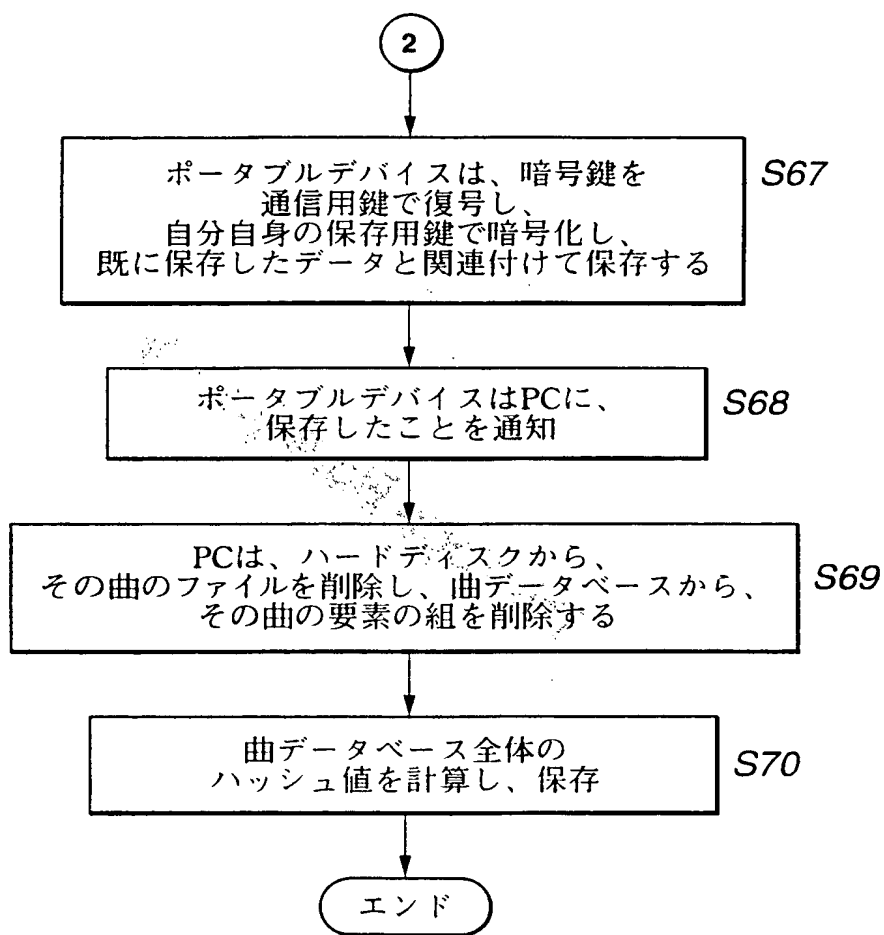 2
ポータブルデバイスは、暗号鍵を
通信用鍵で復号し、
自分自身の保存用鍵で暗号化し、
既に保存したデータと関連付けて保存する
S67
ポータブルデバイスはPCに、
保存したことを通知
S68
PCは、ハードディスクから、
その曲のファイルを削除し、曲データベースから、
その曲の要素の組を削除する
S69
曲データベース全体の
ハッシュ値を計算し、保存
S70
エンド